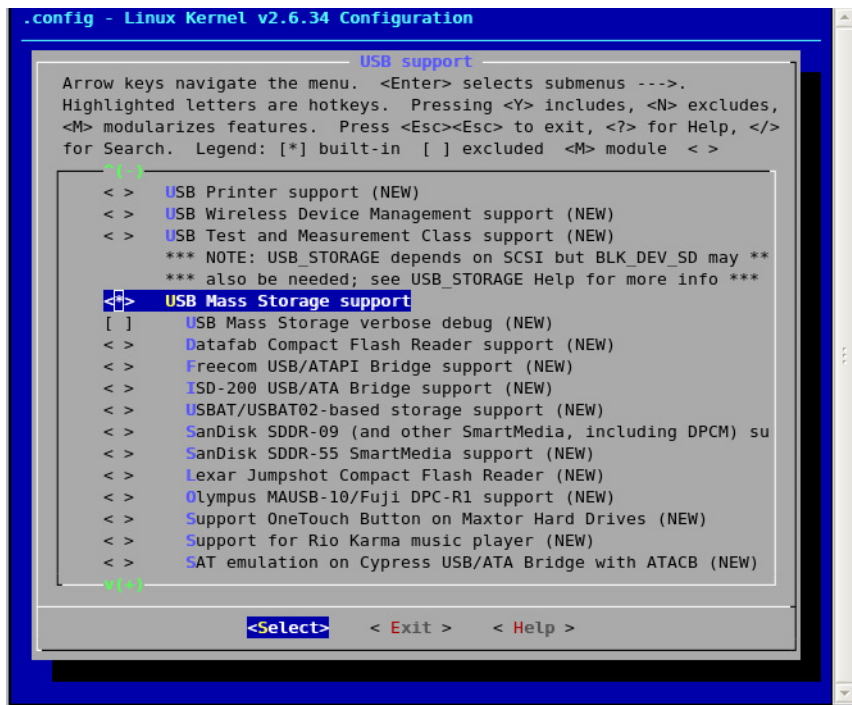 .config - Linux Kernel v2.6.34 Configuration
USB support
Arrow keys navigate the menu.  <Enter> selects submenus --->.
Highlighted letters are hotkeys.  Pressing <Y> includes, <N> excludes,
<M> modularizes features.  Press <Esc><Esc> to exit, <?> for Help, </>
for Search.  Legend: [*] built-in  [ ] excluded  <M> module  < >
^(-)
< >   USB Printer support (NEW)
< >   USB Wireless Device Management support (NEW)
< >   USB Test and Measurement Class support (NEW)
*** NOTE: USB_STORAGE depends on SCSI but BLK_DEV_SD may **
*** also be needed; see USB_STORAGE Help for more info ***
<*>   USB Mass Storage support
[ ]     USB Mass Storage verbose debug (NEW)
< >     Datafab Compact Flash Reader support (NEW)
< >     Freecom USB/ATAPI Bridge support (NEW)
< >     ISD-200 USB/ATA Bridge support (NEW)
< >     USBAT/USBAT02-based storage support (NEW)
< >     SanDisk SDDR-09 (and other SmartMedia, including DPCM) su
< >     SanDisk SDDR-55 SmartMedia support (NEW)
< >     Lexar Jumpshot Compact Flash Reader (NEW)
< >     Olympus MAUSB-10/Fuji DPC-R1 support (NEW)
< >     Support OneTouch Button on Maxtor Hard Drives (NEW)
< >     Support for Rio Karma music player (NEW)
< >     SAT emulation on Cypress USB/ATA Bridge with ATACB (NEW)
v(+)
<Select>    < Exit >    < Help >